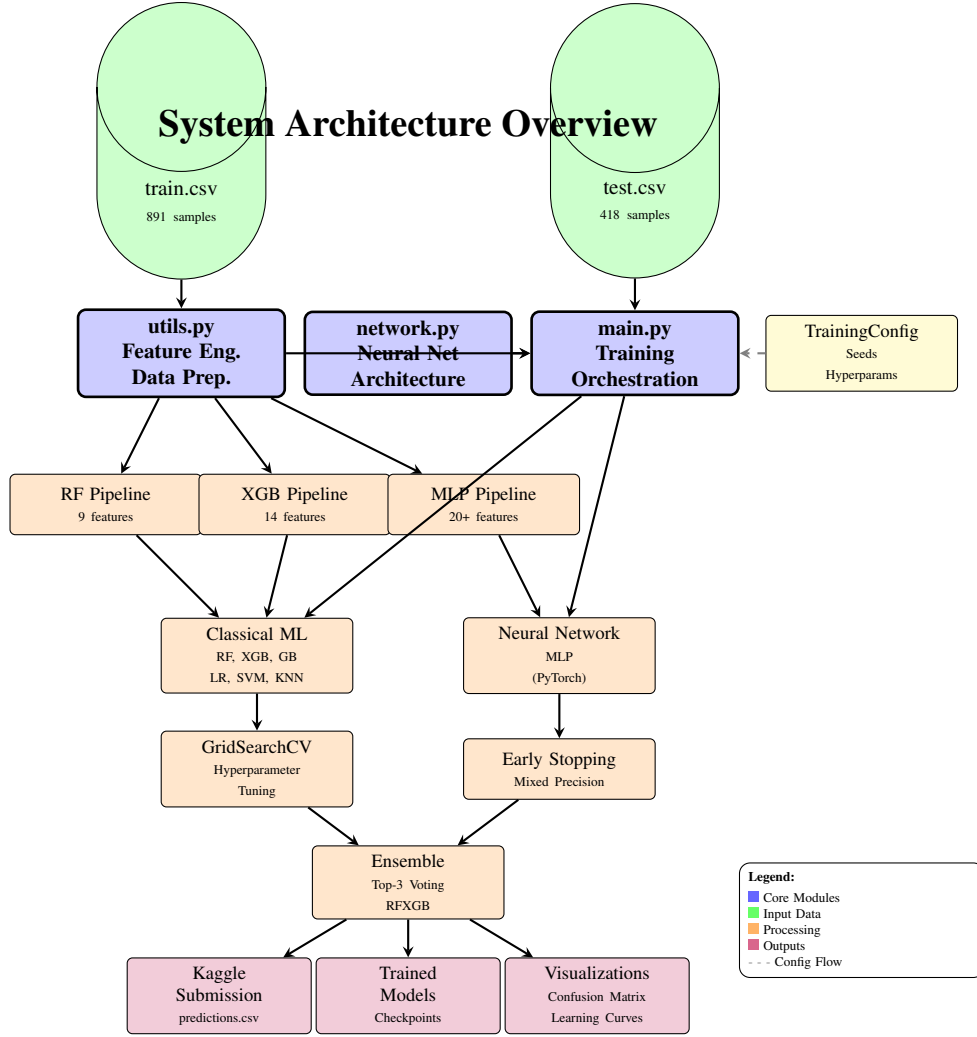 System Architecture Overview
train.csv
891 samples
test.csv
418 samples
utils.py
Feature Eng.
Data Prep.
network.py
Neural Net
Architecture
main.py
Training
Orchestration
TrainingConfig
Seeds
Hyperparams
RF Pipeline
9 features
XGB Pipeline
14 features
MLP Pipeline
20+ features
Classical ML
RF, XGB, GB
LR, SVM, KNN
Neural Network
MLP
(PyTorch)
GridSearchCV
Hyperparameter
Tuning
Early Stopping
Mixed Precision
Ensemble
Top-3 Voting
RFXGB
Legend:
Core Modules
Input Data
Processing
Outputs
- - - Config Flow
Kaggle
Submission
predictions.csv
Trained
Models
Checkpoints
Visualizations
Confusion Matrix
Learning Curves